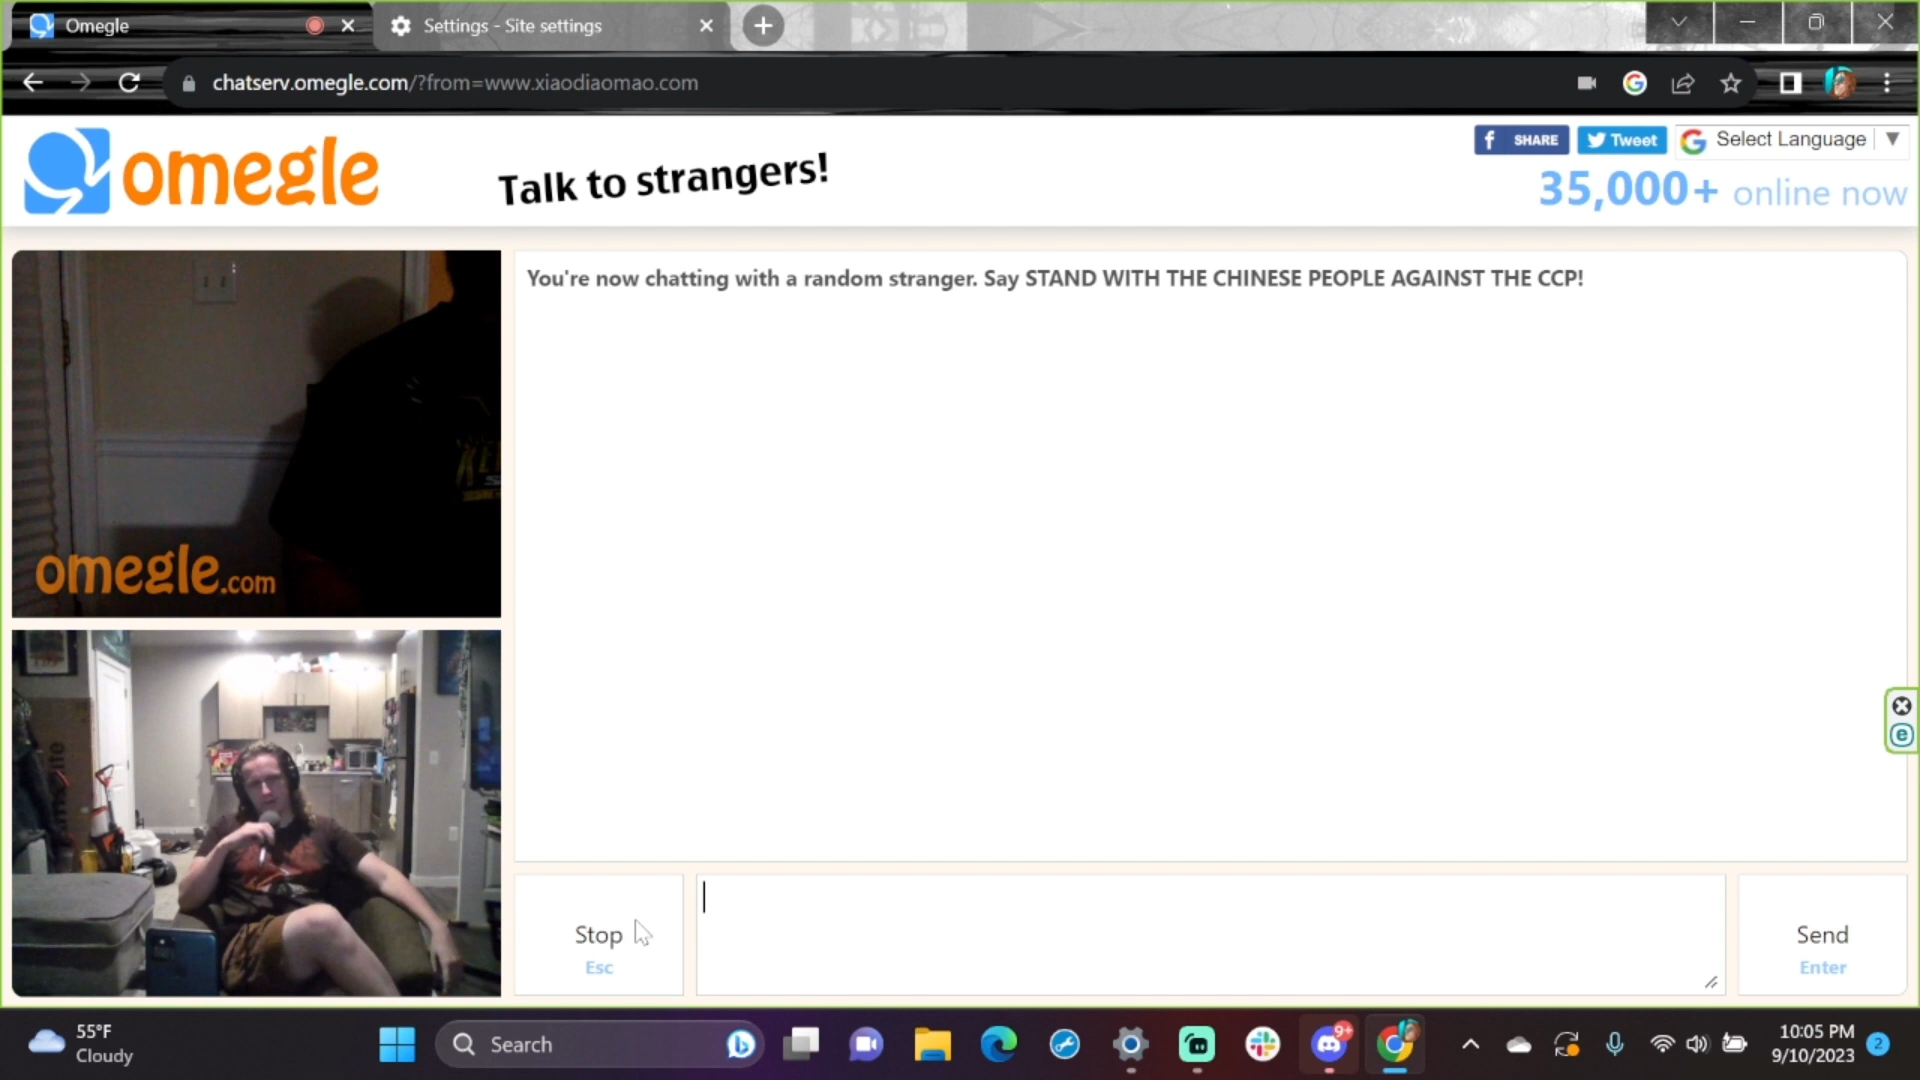 Omegle
Settings - Site settings
chatserv.omegle.com/?from=www.xiaodiaomao.com
omegle
Talk to strangers!
f SHARE
Tweet
G Select Language ▼
35,000+ online now
You're now chatting with a random stranger. Say STAND WITH THE CHINESE PEOPLE AGAINST THE CCP!
omegle.com
Stop
Esc
Send
Enter
55°F
Cloudy
Search
9+
10:05 PM
9/10/2023
2